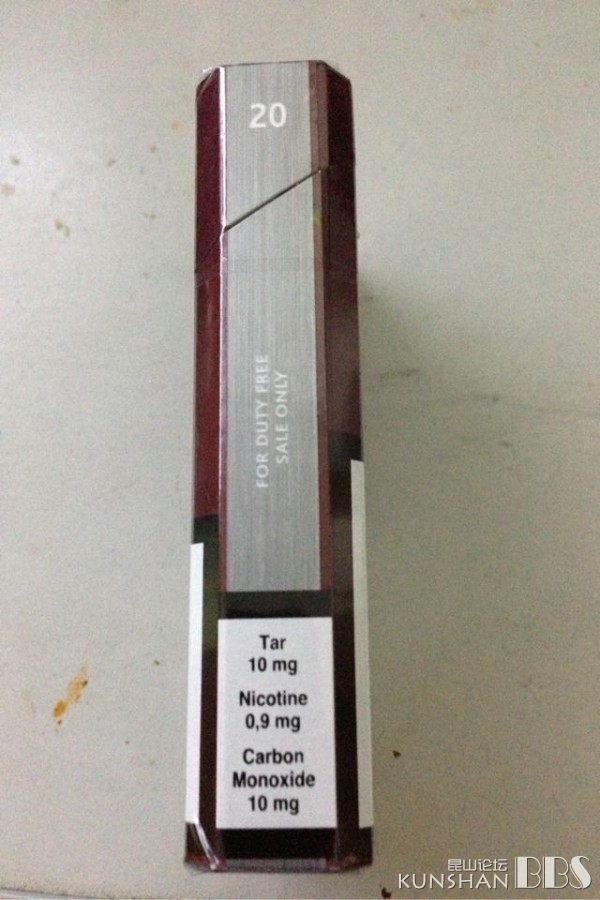 20
FOR DUTY FREE
SALE ONLY
Tar
10 mg
Nicotine
0,9 mg
Carbon
Monoxide
10 mg
昆山论坛
KUNSHAN BBS